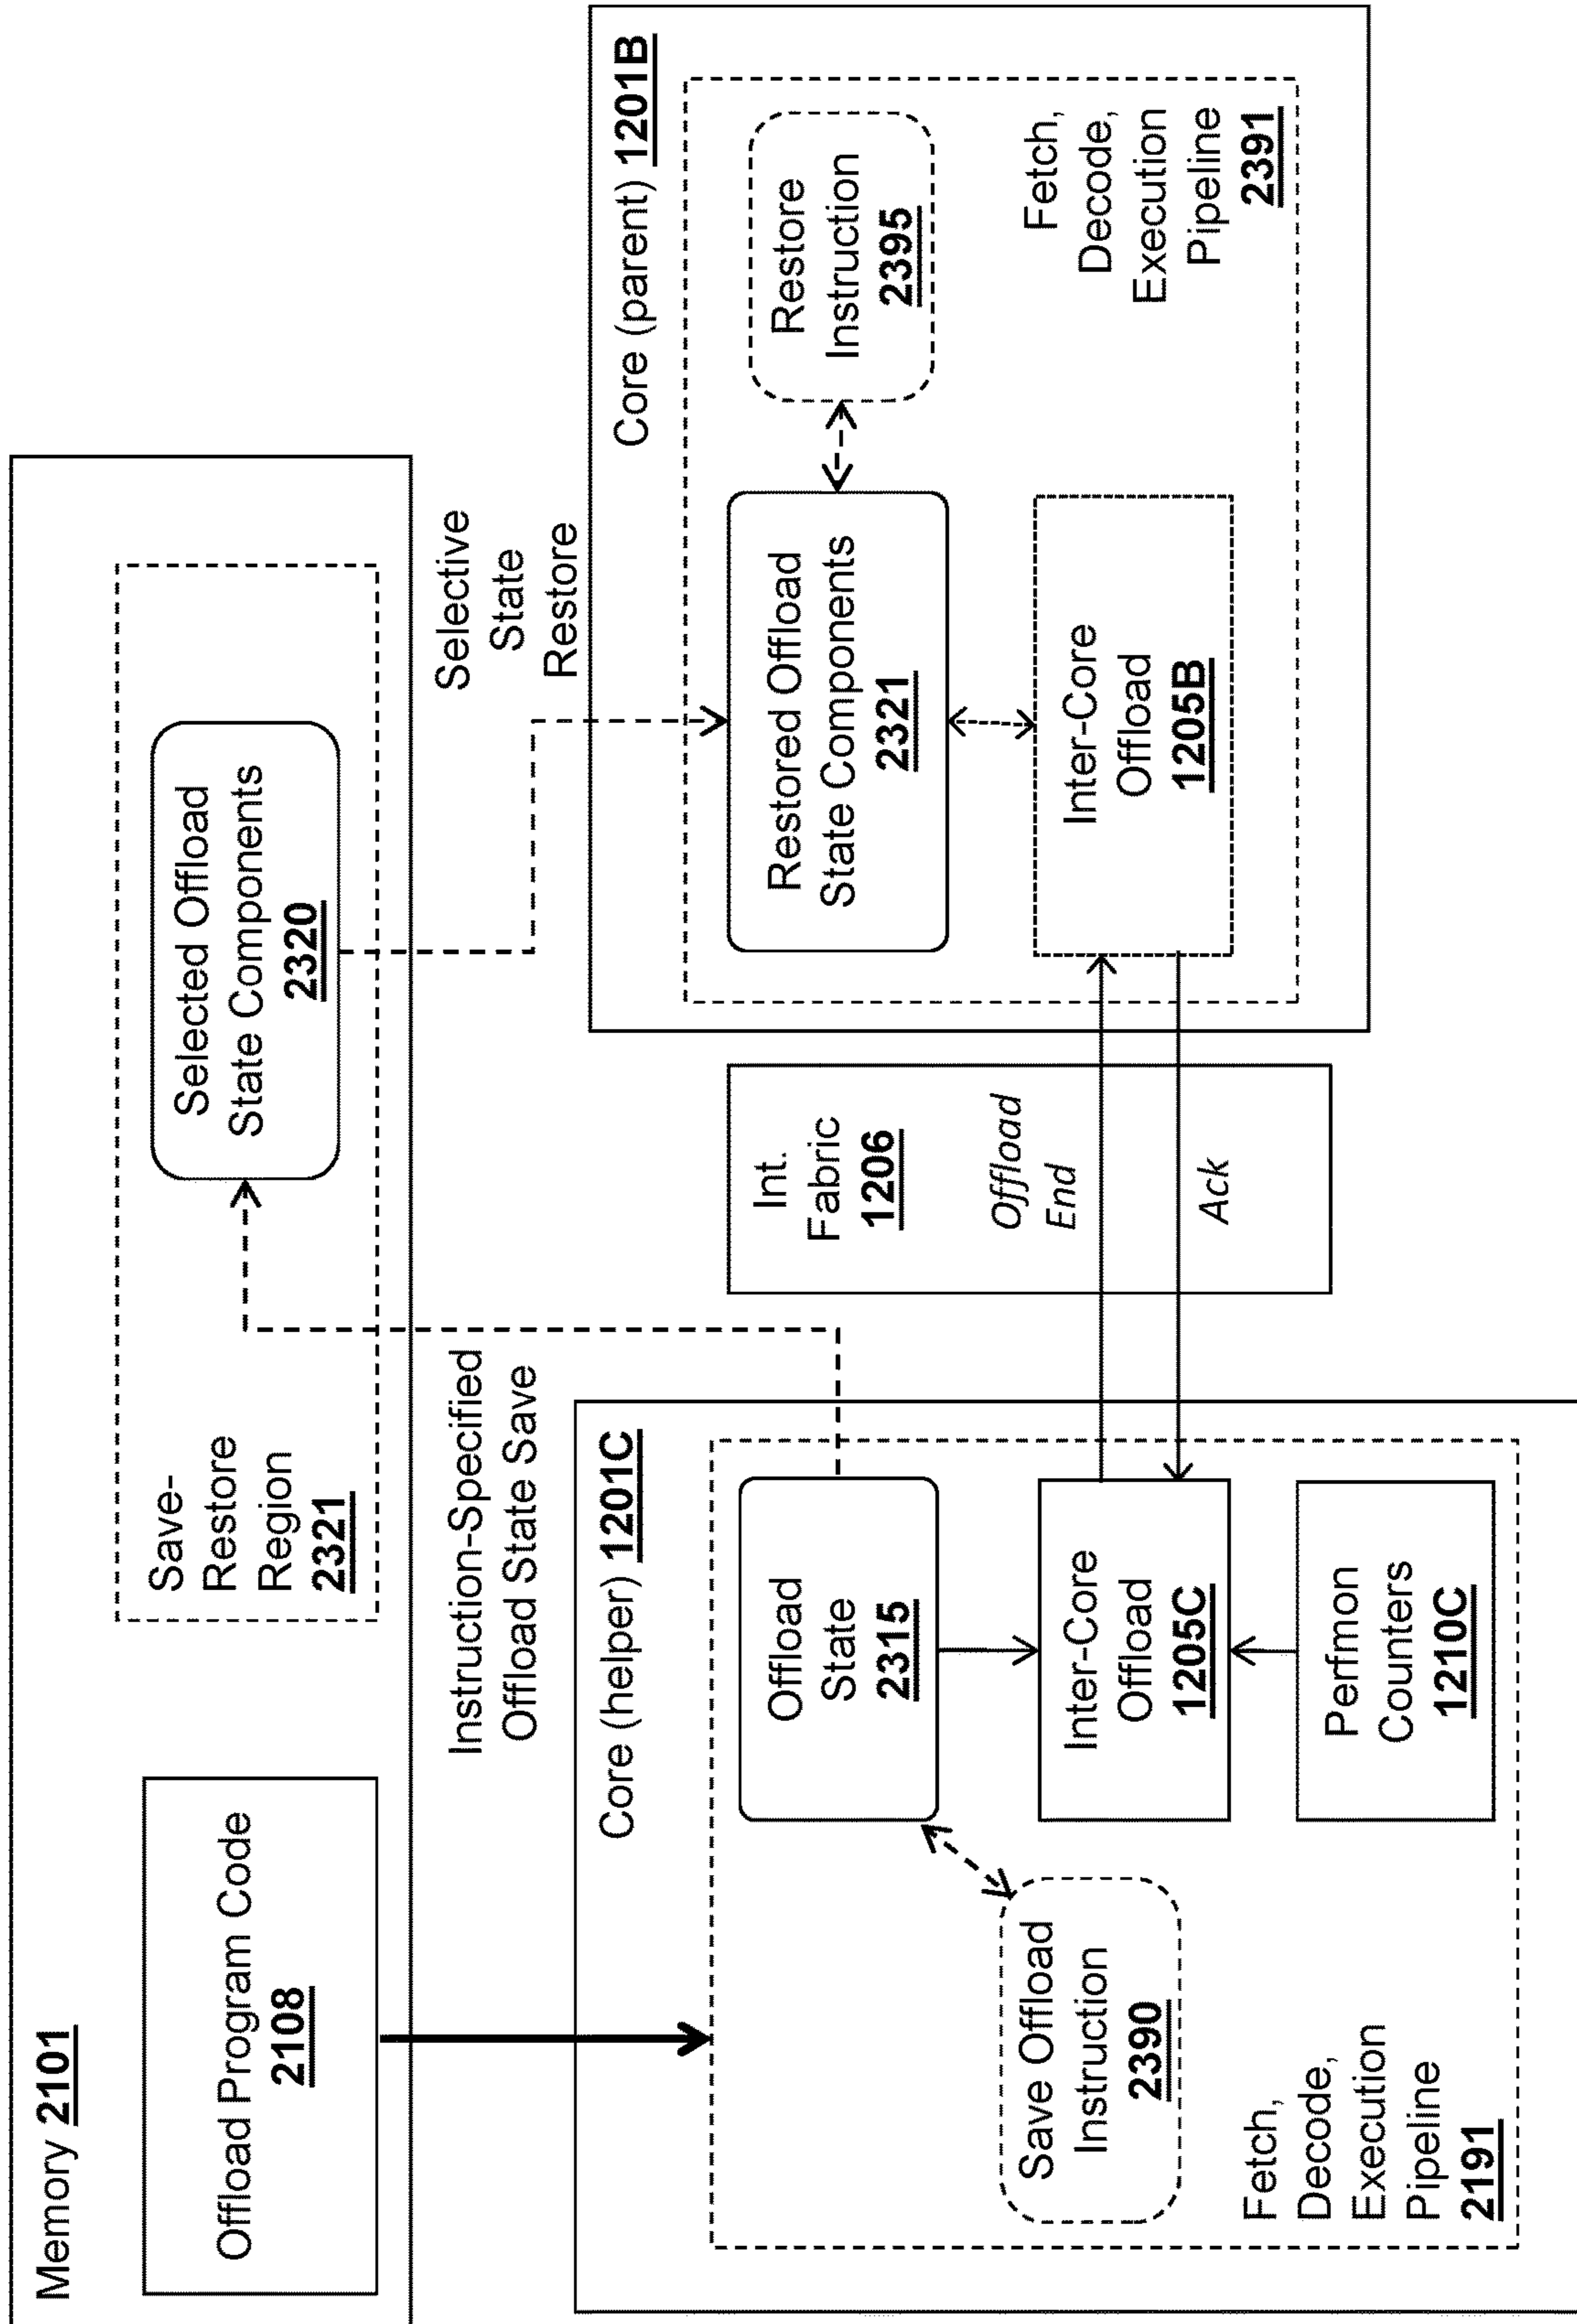 Memory 2101
Offload Program Code
2108
Save-
Restore
Region
2321
Selected Offload
State Components
2320
Instruction-Specified
Offload State Save
Selective
State
Restore
Core (helper) 1201C
Offload
State
2315
Save Offload
Instruction
2390
Inter-Core
Offload
1205C
Perfmon
Counters
1210C
Fetch,
Decode,
Execution
Pipeline
2191
Int.
Fabric
1206
Offload
End
Ack
Core (parent) 1201B
Restored Offload
State Components
2321
Restore
Instruction
2395
Inter-Core
Offload
1205B
Fetch,
Decode,
Execution
Pipeline
2391